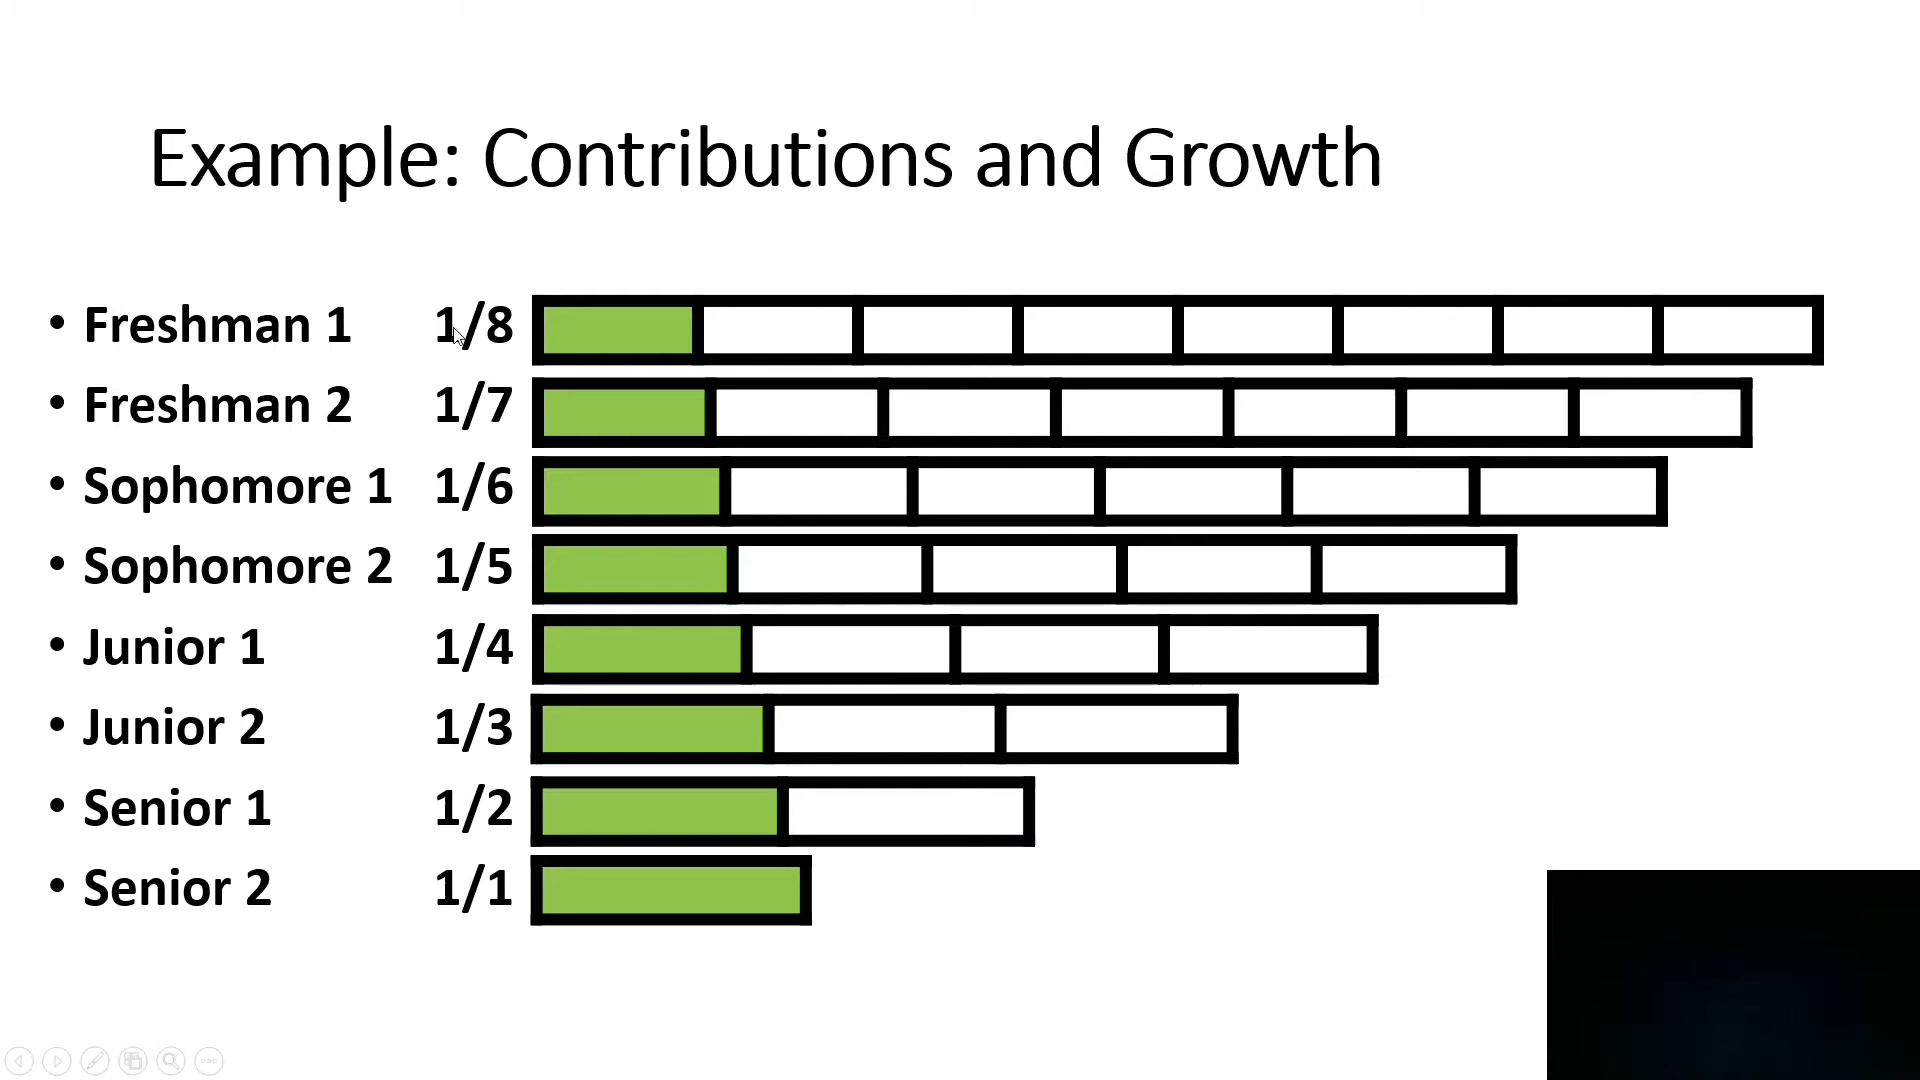 Example: Contributions and Growth
• Freshman 1 1/8
• Freshman 2 1/7
• Sophomore 1 1/6
• Sophomore 2 1/5
• Junior 1 1/4
• Junior 2 1/3
• Senior 1 1/2
• Senior 2 1/1